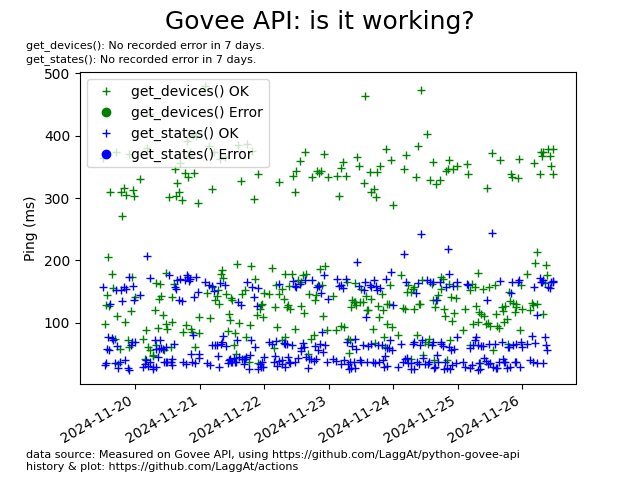 Govee API: is it working?
get_devices(): No recorded error in 7 days.
get_states(): No recorded error in 7 days.
500
400
300
200
100
Ping (ms)
get_devices() OK
get_devices() Error
get_states() OK
get_states() Error
2024-11-20
2024-11-21
2024-11-22
2024-11-23
2024-11-24
2024-11-25
2024-11-26
data source: Measured on Govee API, using https://github.com/LaggAt/python-govee-api
history & plot: https://github.com/LaggAt/actions